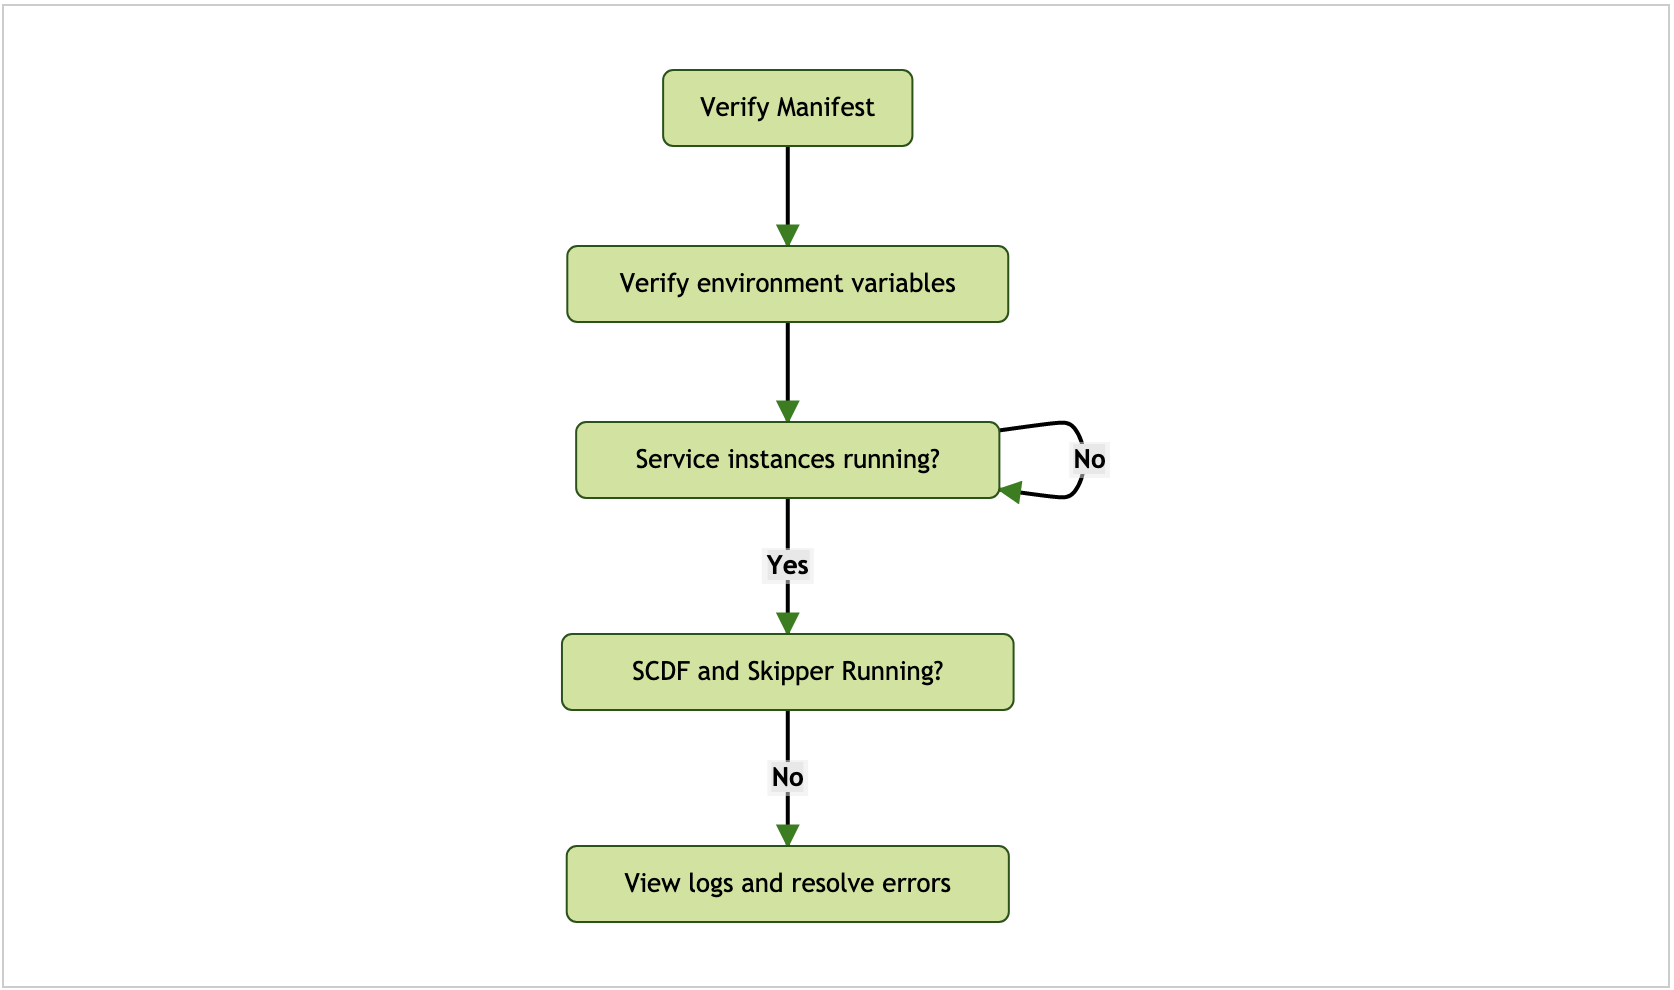 Verify Manifest
Verify environment variables
Service instances running?
No
Yes
SCDF and Skipper Running?
No
View logs and resolve errors